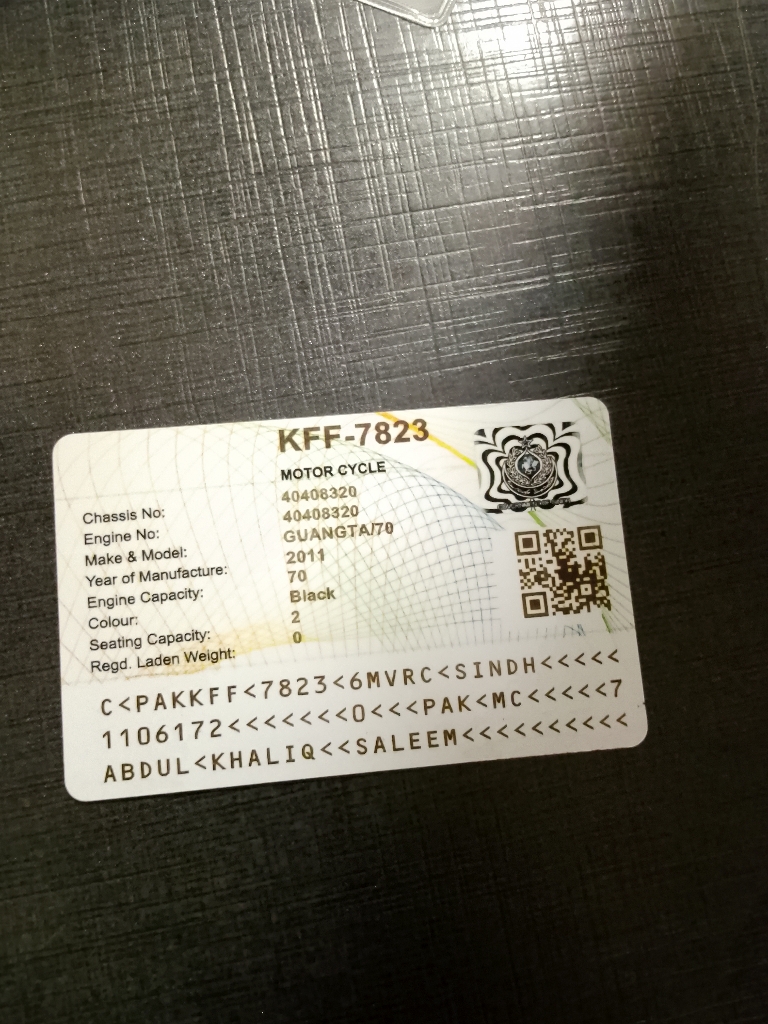 KFF-7823
MOTOR CYCLE
Chassis No: 40408320
Engine No: 40408320
Make & Model: GUANGTA/70
Year of Manufacture: 2011
Engine Capacity: 70
Colour: Black
Seating Capacity: 2
Regd. Laden Weight: 0
C<PAKKFF<7823<6MVRC<SINDH<<<<<
1106172<<<<<<<0<<<PAK<MC<<<<<7
ABDUL<KHALIQ<<SALEEM<<<<<<<<<<